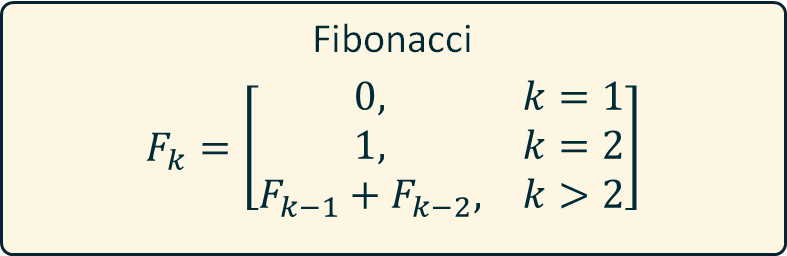 Fibonacci
F_k = [ 0, k = 1
1, k = 2
F_{k−1} + F_{k−2}, k > 2 ]